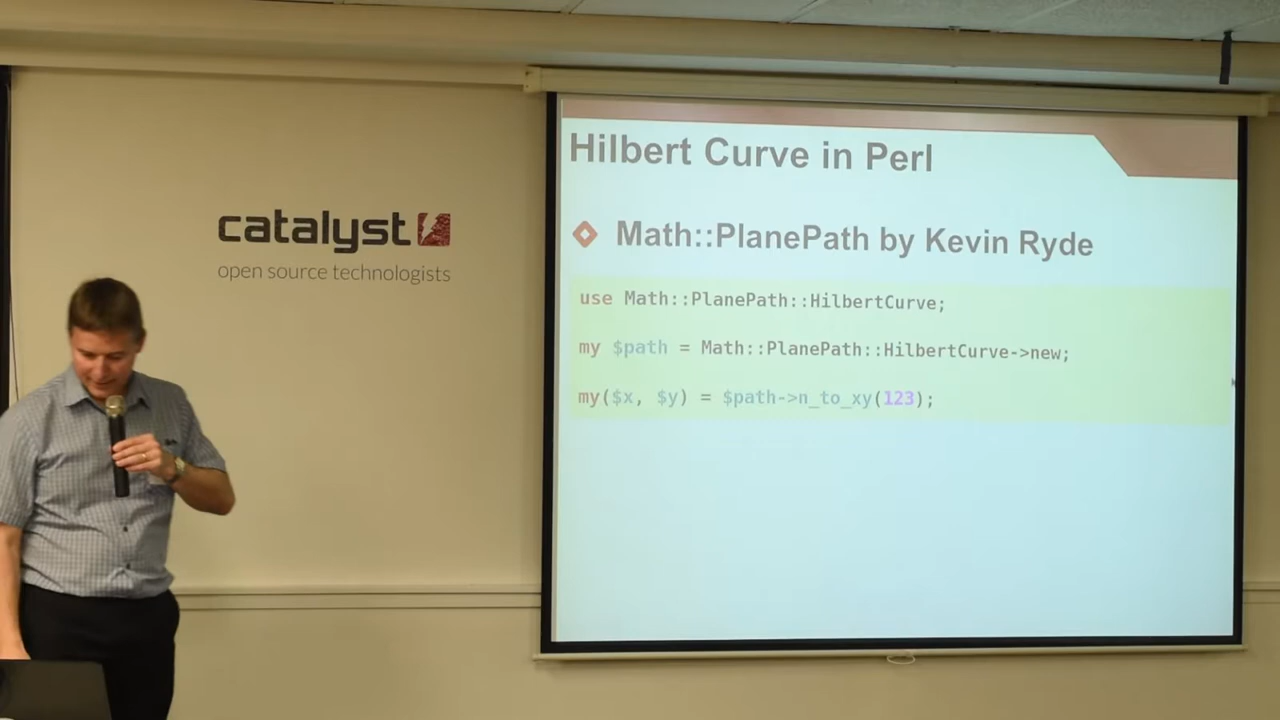 catalyst
open source technologists
Hilbert Curve in Perl
Math::PlanePath by Kevin Ryde
use Math::PlanePath::HilbertCurve;
my $path = Math::PlanePath::HilbertCurve->new;
my($x, $y) = $path->n_to_xy(123);